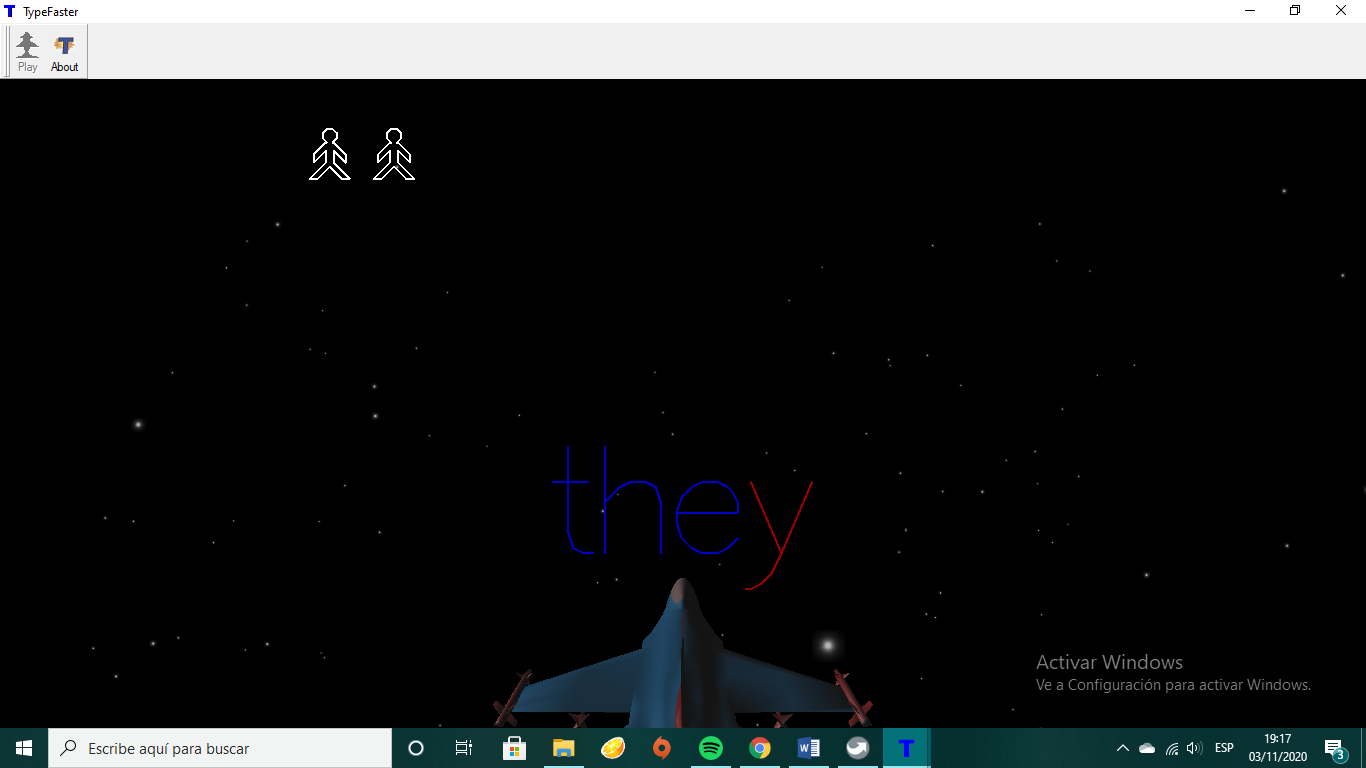 TypeFaster
Play About
they
Activar Windows
Ve a Configuración para activar Windows.
Escribe aquí para buscar
ESP
19:17
03/11/2020
3